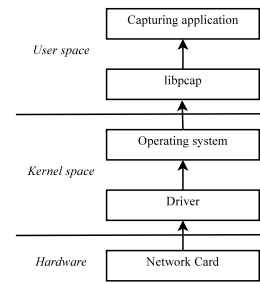 Capturing application
User space
libpcap
Operating system
Kernel space
Driver
Hardware
Network Card